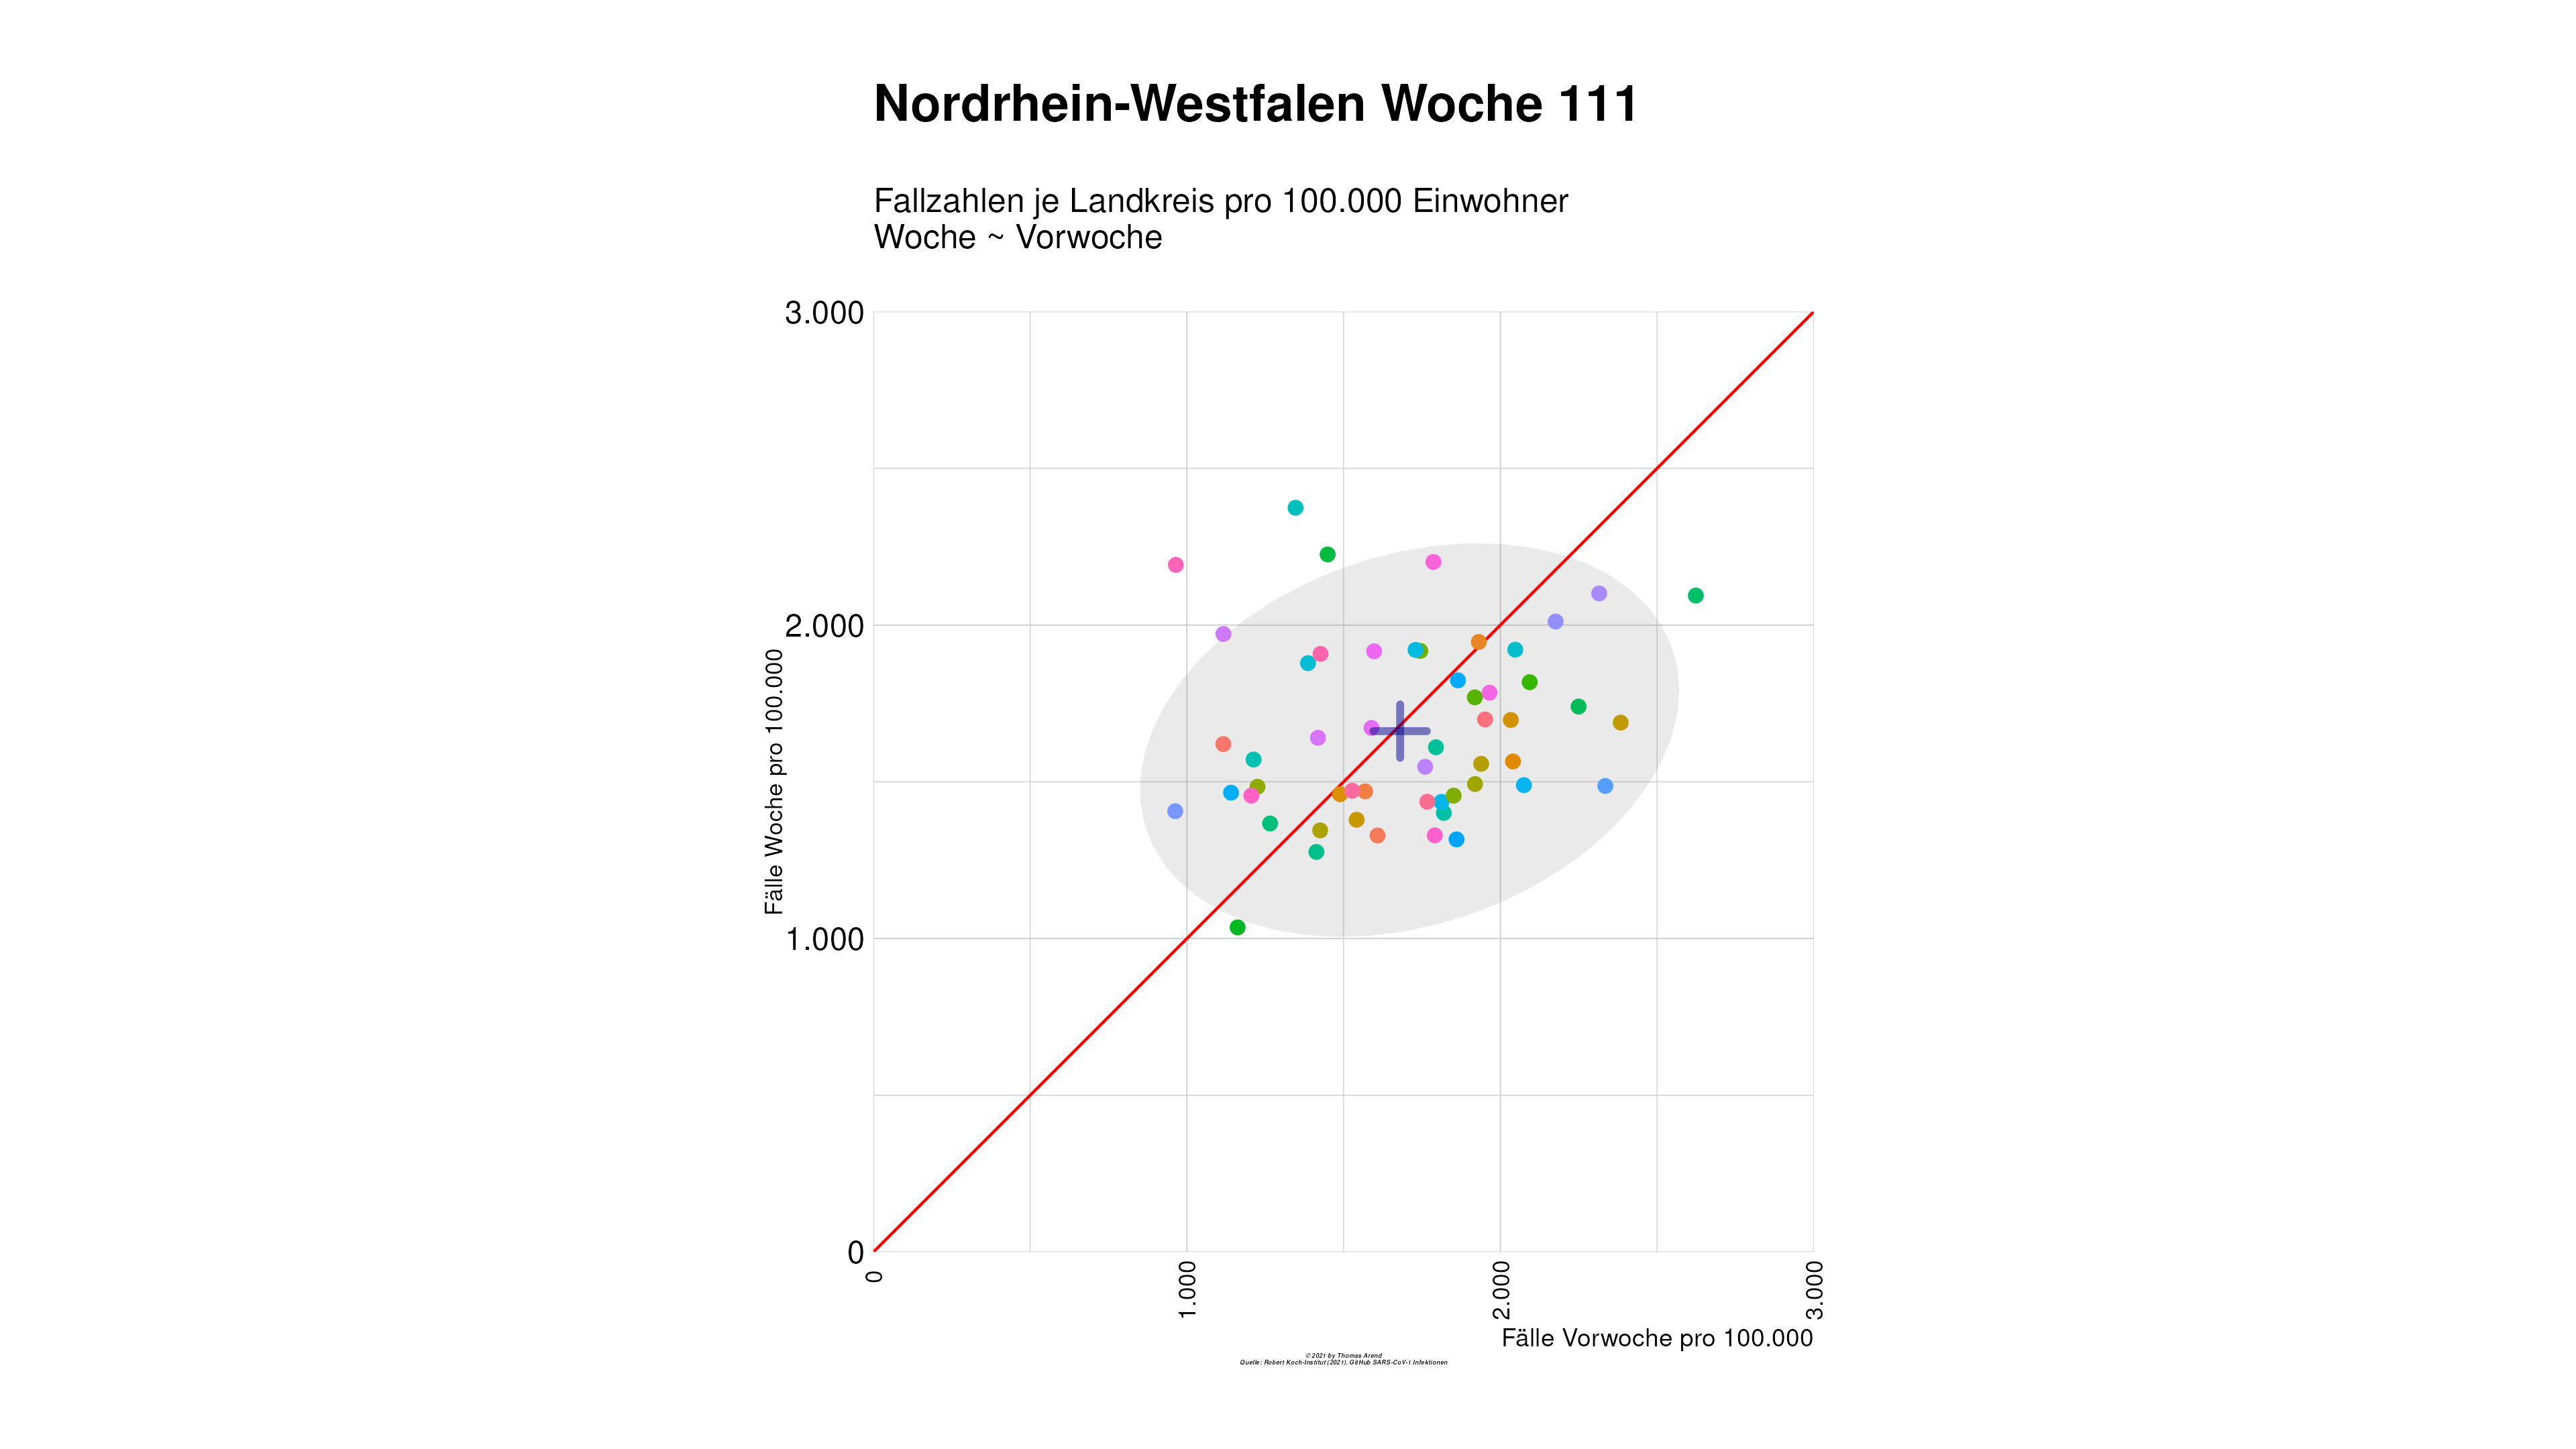 Nordrhein-Westfalen Woche 111
Fallzahlen je Landkreis pro 100.000 Einwohner
Woche ~ Vorwoche
3.000
2.000
1.000
0
Fälle Woche pro 100.000
0
1.000
2.000
3.000
Fälle Vorwoche pro 100.000
© 2021 by Thomas Arend
Quelle: Robert Koch-Institut (2021), GitHub SARS-CoV-1 Infektionen